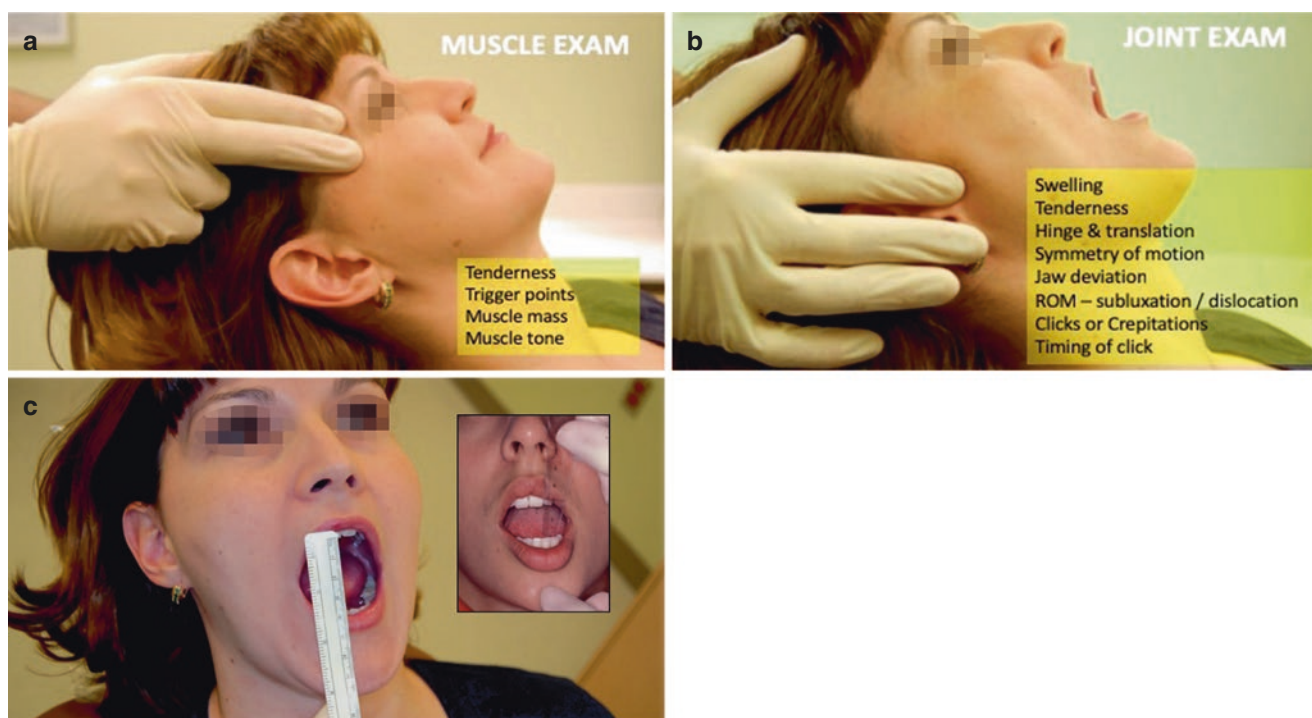 a
MUSCLE EXAM
Tenderness
Trigger points
Muscle mass
Muscle tone
b
JOINT EXAM
Swelling
Tenderness
Hinge & translation
Symmetry of motion
Jaw deviation
ROM – subluxation / dislocation
Clicks or Crepitations
Timing of click
c